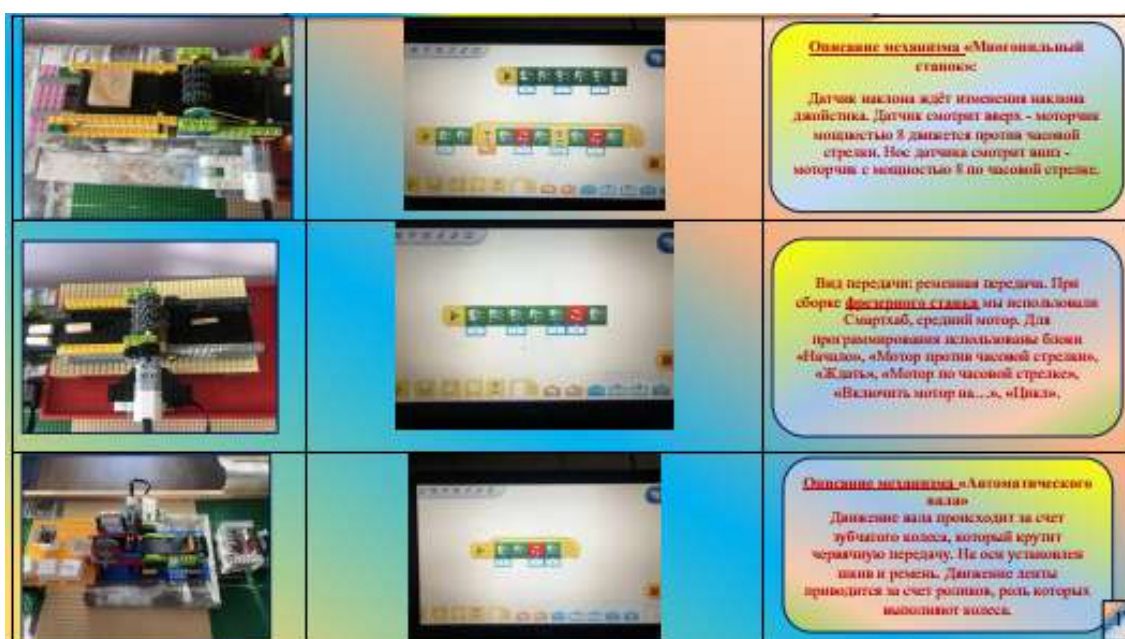 Описание механизма «Многопильный
станок»:
Датчик наклона ждёт изменения наклона
джойстика. Датчик смотрит вверх - моторчик
мощностью 8 движется против часовой
стрелки. Нос датчика смотрит вниз -
моторчик с мощностью 8 по часовой стрелке.
Вид передачи: ременная передача. При
сборке фрезерного станка мы использовали
Смартхаб, средний мотор. Для
программирования использованы блоки
«Начало», «Мотор против часовой стрелки»,
«Ждать», «Мотор по часовой стрелке»,
«Включить мотор на…», «Цикл».
Описание механизма «Автоматического
вала»
Движение вала происходит за счет
зубчатого колеса, который крутит
червячную передачу. На оси установлен
шкив и ремень. Движение ленты
приводится за счет роликов, роль которых
выполняют колеса.